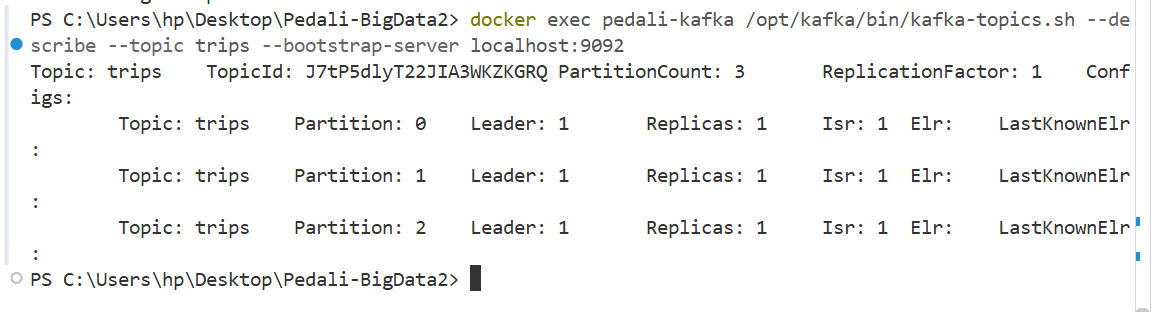 PS C:\Users\hp\Desktop\Pedali-BigData2> docker exec pedali-kafka /opt/kafka/bin/kafka-topics.sh --de
scribe --topic trips --bootstrap-server localhost:9092
Topic: trips    TopicId: J7tP5dlyT22JIA3WKZKGRQ PartitionCount: 3       ReplicationFactor: 1    Conf
igs:
        Topic: trips    Partition: 0    Leader: 1       Replicas: 1     Isr: 1  Elr:    LastKnownElr
:
        Topic: trips    Partition: 1    Leader: 1       Replicas: 1     Isr: 1  Elr:    LastKnownElr
:
        Topic: trips    Partition: 2    Leader: 1       Replicas: 1     Isr: 1  Elr:    LastKnownElr
:
PS C:\Users\hp\Desktop\Pedali-BigData2>